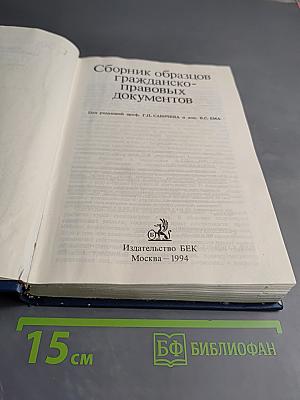 Сборник образцов
гражданско-
правовых
документов
Под редакцией проф. Г.П. САВИЧЕВА и доц. В.С. ЕМА
Издательство БЕК
Москва — 1994
15 см
БФ БИБЛИОФАН